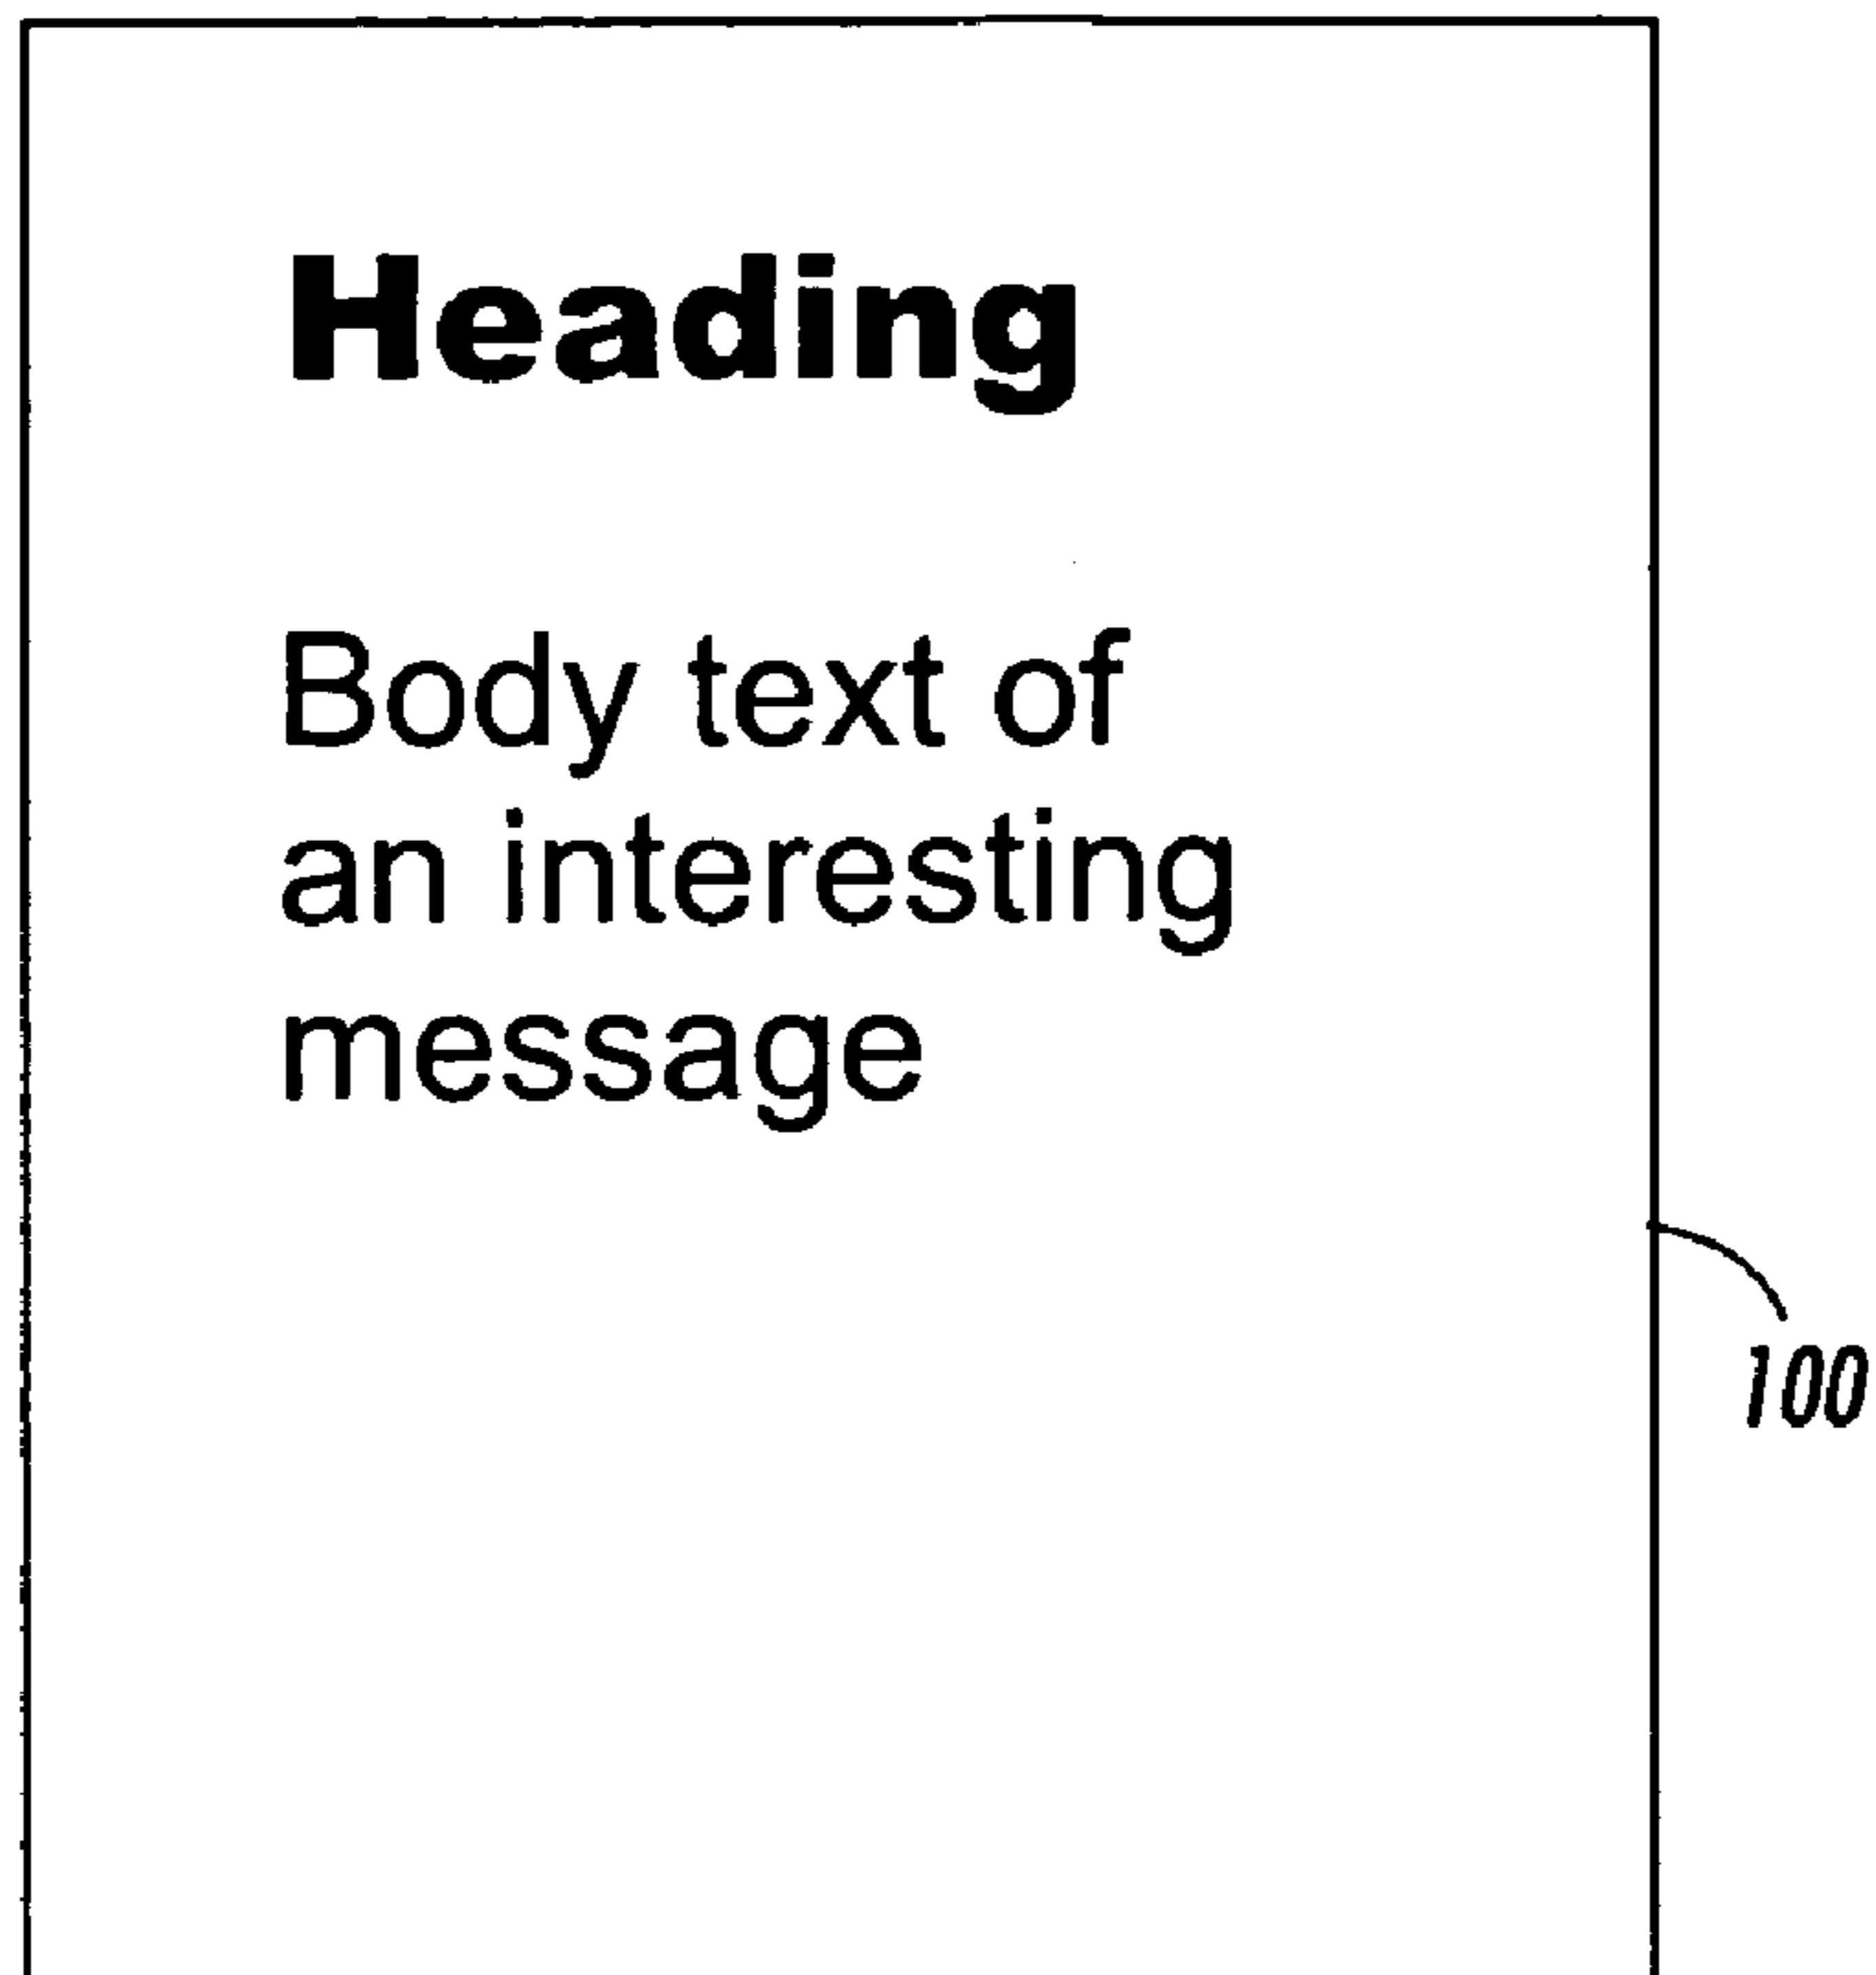 Heading
Body text of
an interesting
message
100